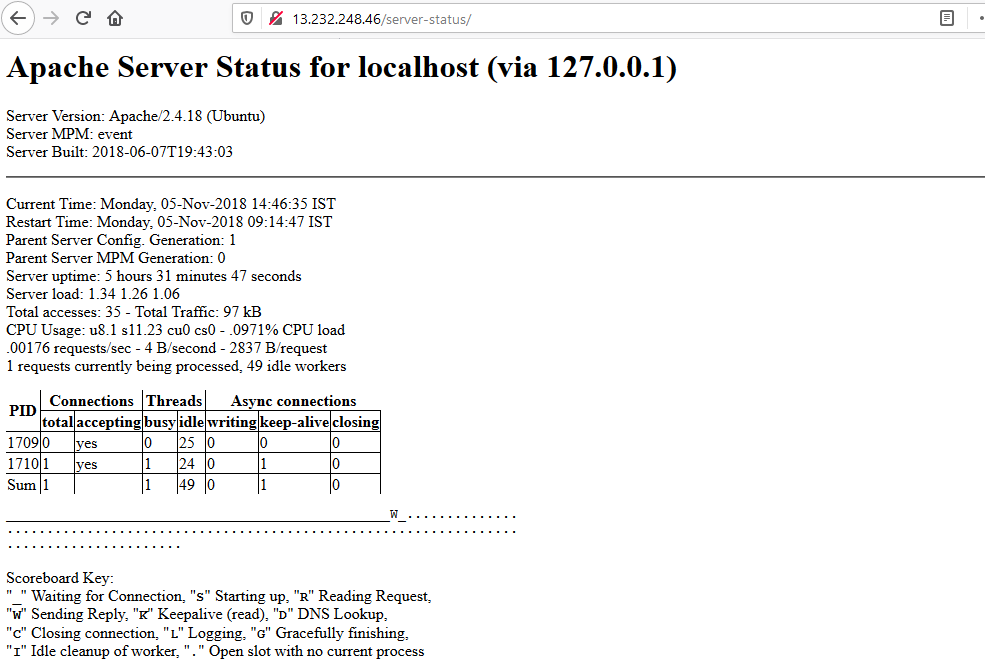 13.232.248.46/server-status/
Apache Server Status for localhost (via 127.0.0.1)
Server Version: Apache/2.4.18 (Ubuntu)
Server MPM: event
Server Built: 2018-06-07T19:43:03
Current Time: Monday, 05-Nov-2018 14:46:35 IST
Restart Time: Monday, 05-Nov-2018 09:14:47 IST
Parent Server Config. Generation: 1
Parent Server MPM Generation: 0
Server uptime: 5 hours 31 minutes 47 seconds
Server load: 1.34 1.26 1.06
Total accesses: 35 - Total Traffic: 97 kB
CPU Usage: u8.1 s11.23 cu0 cs0 - .0971% CPU load
.00176 requests/sec - 4 B/second - 2837 B/request
1 requests currently being processed, 49 idle workers
PID Connections Threads Async connections
total accepting busy idle writing keep-alive closing
1709 0 yes 0 25 0 0 0
1710 1 yes 1 24 0 1 0
Sum 1 1 49 0 1 0
________________________________________________W_..............
................................................................
......................
Scoreboard Key:
"_" Waiting for Connection, "S" Starting up, "R" Reading Request,
"W" Sending Reply, "K" Keepalive (read), "D" DNS Lookup,
"C" Closing connection, "L" Logging, "G" Gracefully finishing,
"I" Idle cleanup of worker, "." Open slot with no current process